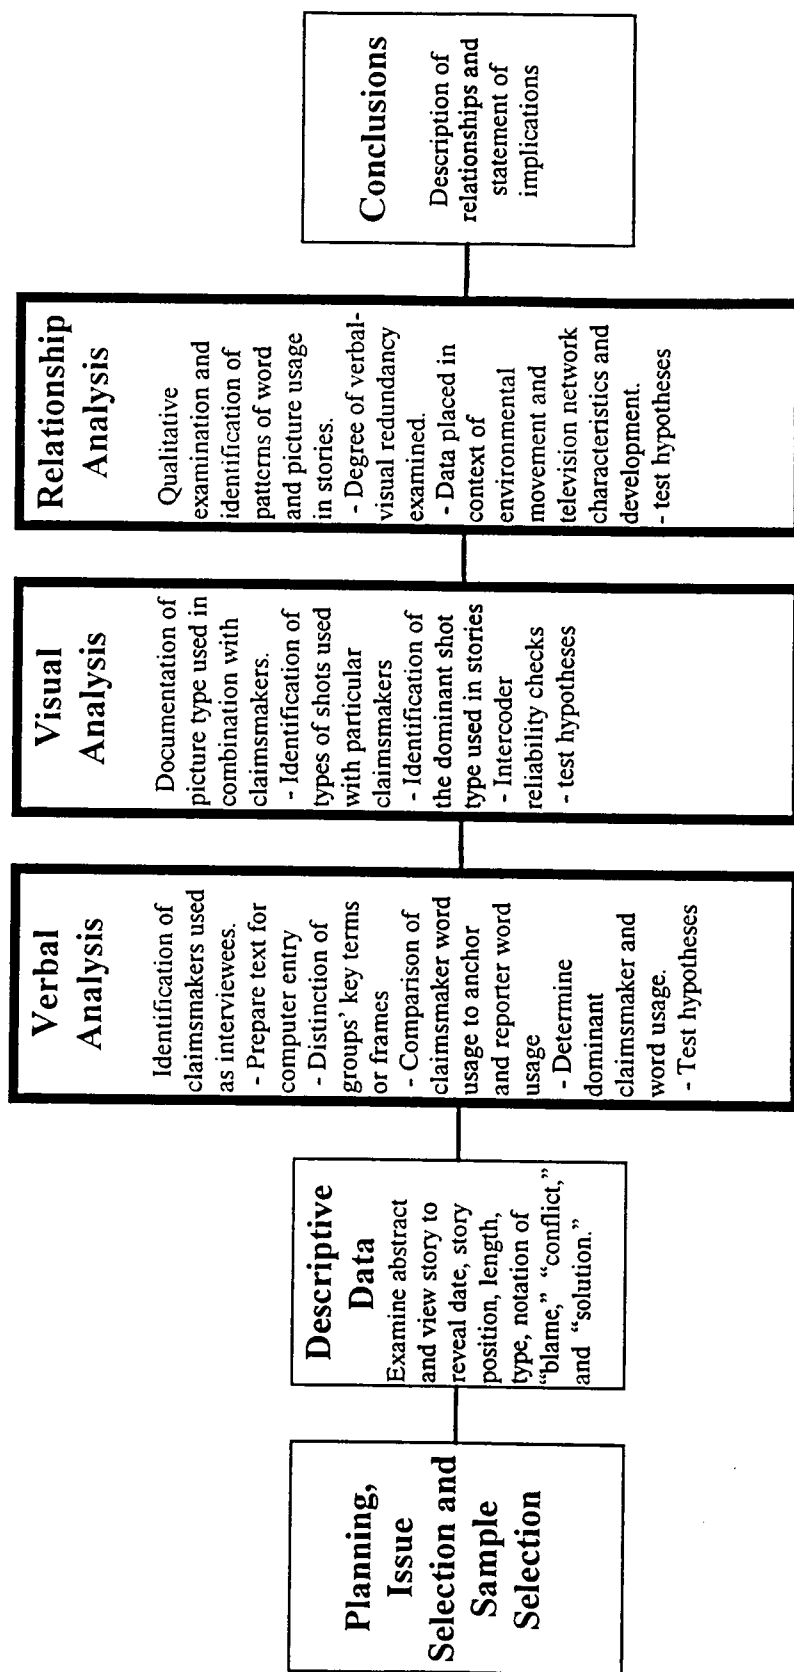 Planning,
Issue
Selection and
Sample
Selection
Descriptive
Data
Examine abstract
and view story to
reveal date, story
position, length,
type, notation of
“blame,” “conflict,”
and “solution.”
Verbal
Analysis
Identification of
claimsmakers used
as interviewees.
- Prepare text for
computer entry
- Distinction of
groups’ key terms
or frames
- Comparison of
claimsmaker word
usage to anchor
and reporter word
usage
- Determine
dominant
claimsmaker and
word usage.
- Test hypotheses
Visual
Analysis
Documentation of
picture type used in
combination with
claimsmakers.
- Identification of
types of shots used
with particular
claimsmakers
- Identification of
the dominant shot
type used in stories
- Intercoder
reliability checks
- test hypotheses
Relationship
Analysis
Qualitative
examination and
identification of
patterns of word
and picture usage
in stories.
- Degree of verbal-
visual redundancy
examined.
- Data placed in
context of
environmental
movement and
television network
characteristics and
development.
- test hypotheses
Conclusions
Description of
relationships and
statement of
implications